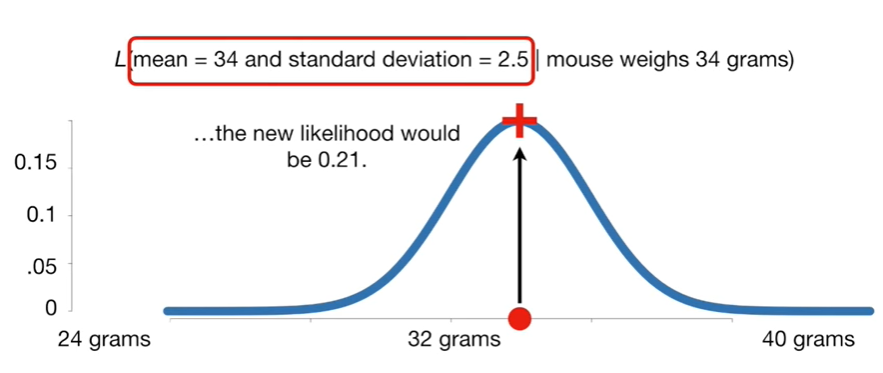 L(mean = 34 and standard deviation = 2.5 | mouse weighs 34 grams)
…the new likelihood would
be 0.21.
0.15
0.1
.05
0
24 grams
32 grams
40 grams